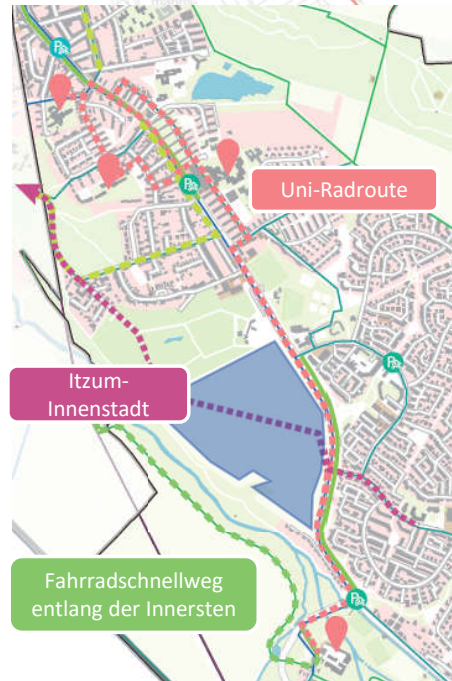 Uni-Radroute
Itzum-
Innenstadt
Fahrradschnellweg
entlang der Innersten